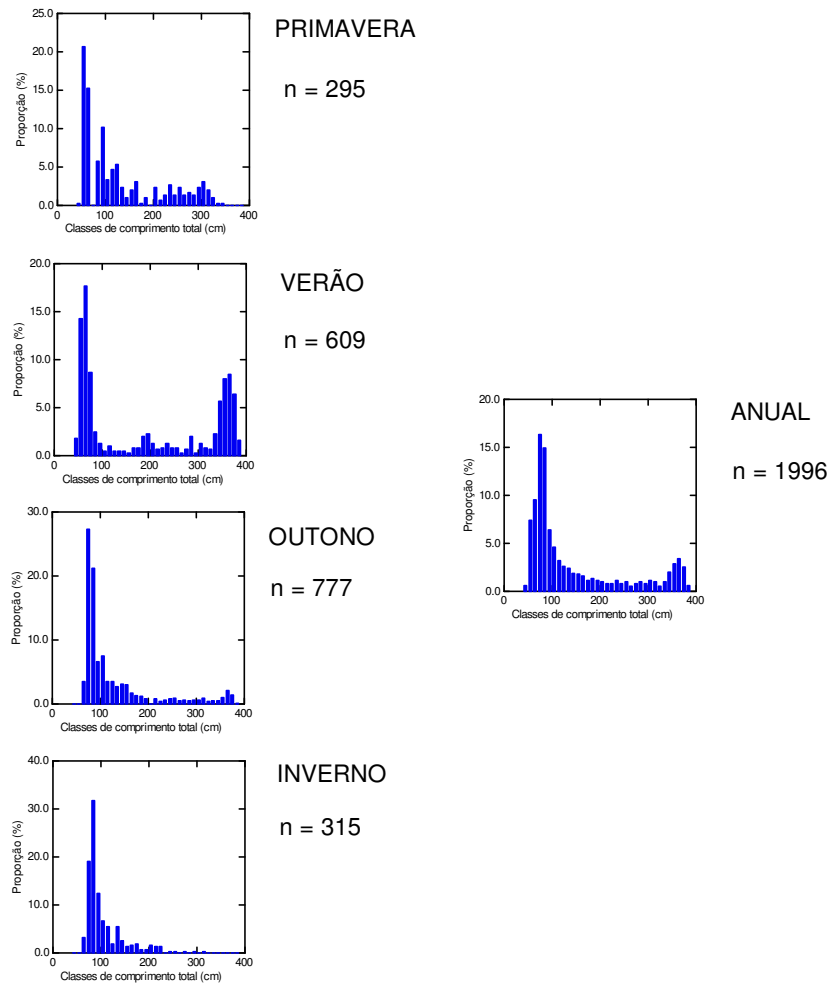 PRIMAVERA
n = 295
Proporção (%)
25.0
20.0
15.0
10.0
5.0
0.0
0 100 200 300 400
Classes de comprimento total (cm)
VERÃO
n = 609
Proporção (%)
20.0
15.0
10.0
5.0
0.0
0 100 200 300 400
Classes de comprimento total (cm)
OUTONO
n = 777
Proporção (%)
30.0
20.0
10.0
0.0
0 100 200 300 400
Classes de comprimento total (cm)
INVERNO
n = 315
Proporção (%)
40.0
30.0
20.0
10.0
0.0
0 100 200 300 400
Classes de comprimento total (cm)
ANUAL
n = 1996
Proporção (%)
20.0
15.0
10.0
5.0
0.0
0 100 200 300 400
Classes de comprimento total (cm)